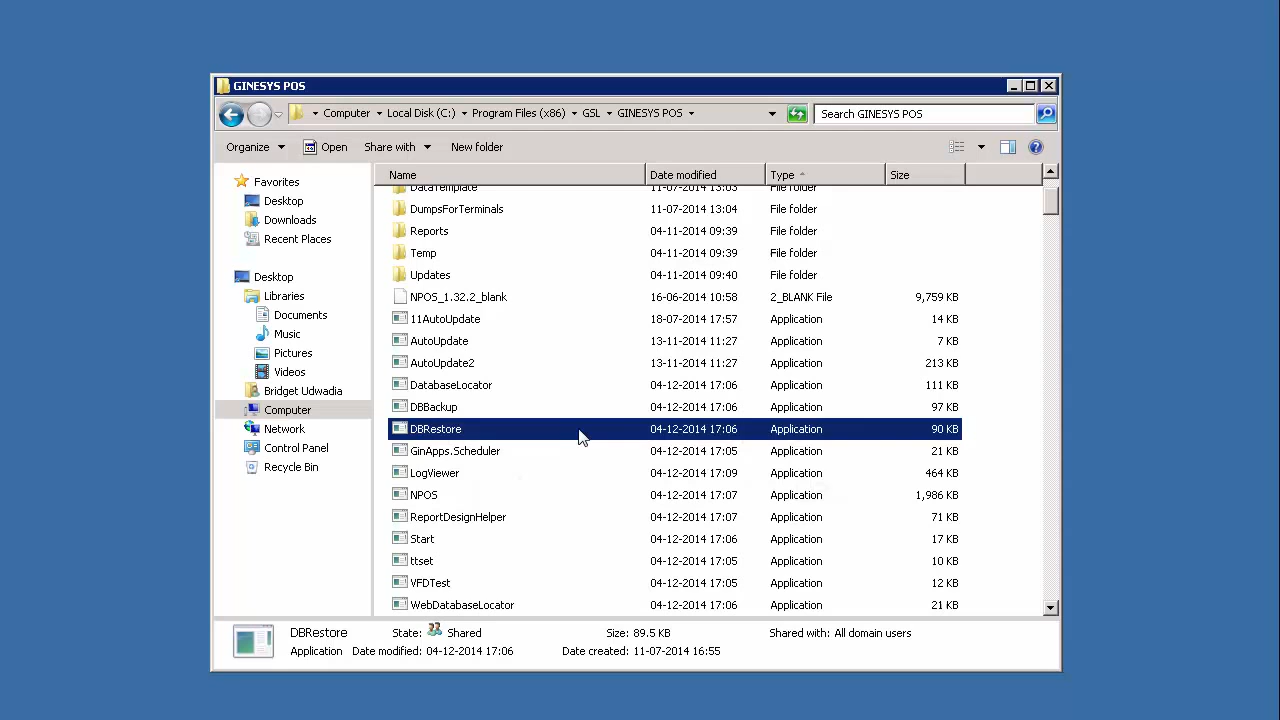 GINESYS POS
Computer Local Disk (C:) Program Files (x86) GSL GINESYS POS Search GINESYS POS
Organize Open Share with New folder
Favorites
Desktop
Downloads
Recent Places
Desktop
Libraries
Documents
Music
Pictures
Videos
Bridget Udwadia
Computer
Network
Control Panel
Recycle Bin
Name Date modified Type Size
DataTemplate 11-07-2014 13:03 File folder
DumpsForTerminals 11-07-2014 13:04 File folder
Reports 04-11-2014 09:39 File folder
Temp 04-11-2014 09:39 File folder
Updates 04-11-2014 09:40 File folder
NPOS_1.32.2_blank 16-06-2014 10:58 2_BLANK File 9,759 KB
11AutoUpdate 18-07-2014 17:57 Application 14 KB
AutoUpdate 13-11-2014 11:27 Application 7 KB
AutoUpdate2 13-11-2014 11:27 Application 213 KB
DatabaseLocator 04-12-2014 17:06 Application 111 KB
DBBackup 04-12-2014 17:06 Application 97 KB
DBRestore 04-12-2014 17:06 Application 90 KB
GinApps.Scheduler 04-12-2014 17:05 Application 21 KB
LogViewer 04-12-2014 17:09 Application 464 KB
NPOS 04-12-2014 17:07 Application 1,986 KB
ReportDesignHelper 04-12-2014 17:07 Application 71 KB
Start 04-12-2014 17:06 Application 17 KB
ttset 04-12-2014 17:05 Application 10 KB
VFDTest 04-12-2014 17:05 Application 12 KB
WebDatabaseLocator 04-12-2014 17:06 Application 21 KB
DBRestore State: Shared Size: 89.5 KB Shared with: All domain users
Application Date modified: 04-12-2014 17:06 Date created: 11-07-2014 16:55